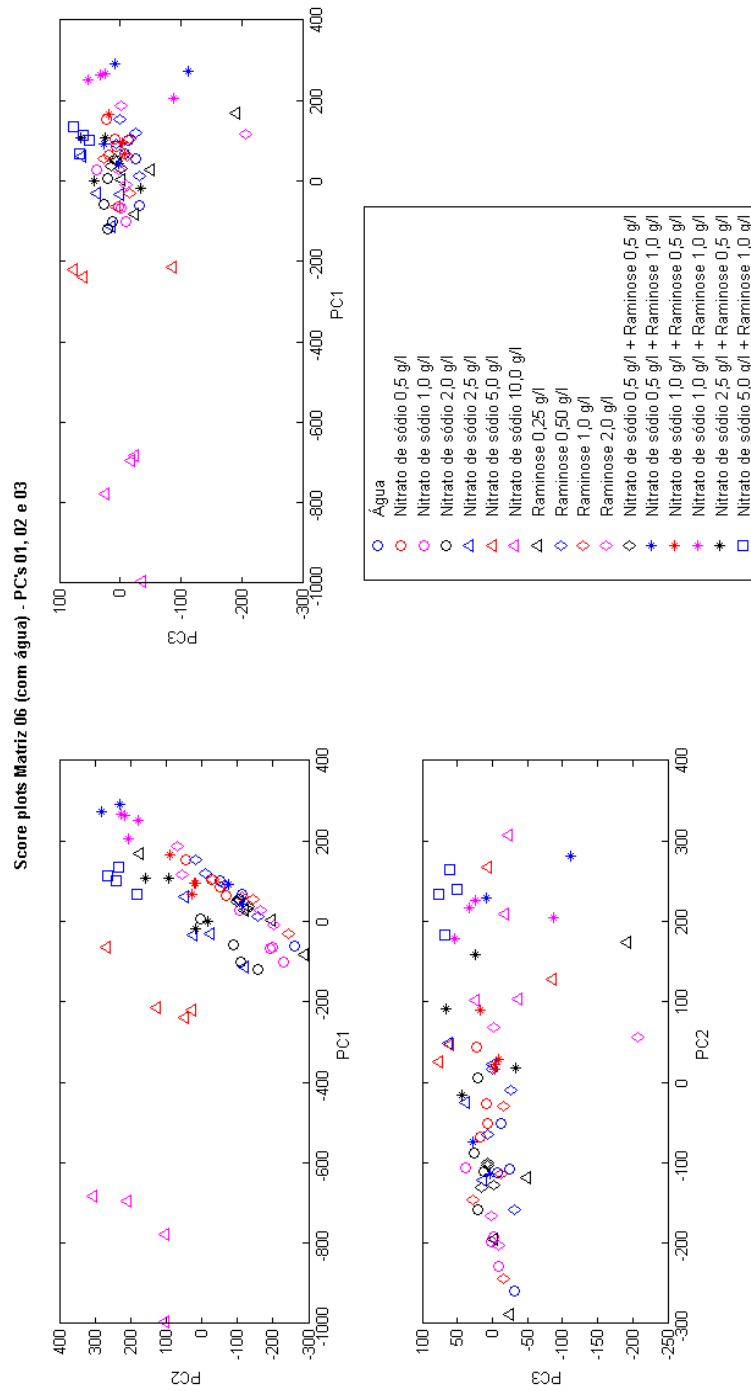 Score plots Matriz 06 (com água) - PC's 01, 02 e 03
400
300
200
100
0
-100
-200
-300
PC2
-1000
-800
-600
-400
-200
0
200
400
PC1
100
0
-100
-200
-300
PC3
-1000
-800
-600
-400
-200
0
200
400
PC1
100
50
0
-50
-100
-150
-200
-250
PC3
-300
-200
-100
0
100
200
300
400
PC2
Água
Nitrato de sódio 0,5 g/l
Nitrato de sódio 1,0 g/l
Nitrato de sódio 2,0 g/l
Nitrato de sódio 2,5 g/l
Nitrato de sódio 5,0 g/l
Nitrato de sódio 10,0 g/l
Raminose 0,25 g/l
Raminose 0,50 g/l
Raminose 1,0 g/l
Raminose 2,0 g/l
Nitrato de sódio 0,5 g/l + Raminose 0,5 g/l
Nitrato de sódio 0,5 g/l + Raminose 1,0 g/l
Nitrato de sódio 1,0 g/l + Raminose 0,5 g/l
Nitrato de sódio 1,0 g/l + Raminose 1,0 g/l
Nitrato de sódio 2,5 g/l + Raminose 0,5 g/l
Nitrato de sódio 5,0 g/l + Raminose 1,0 g/l